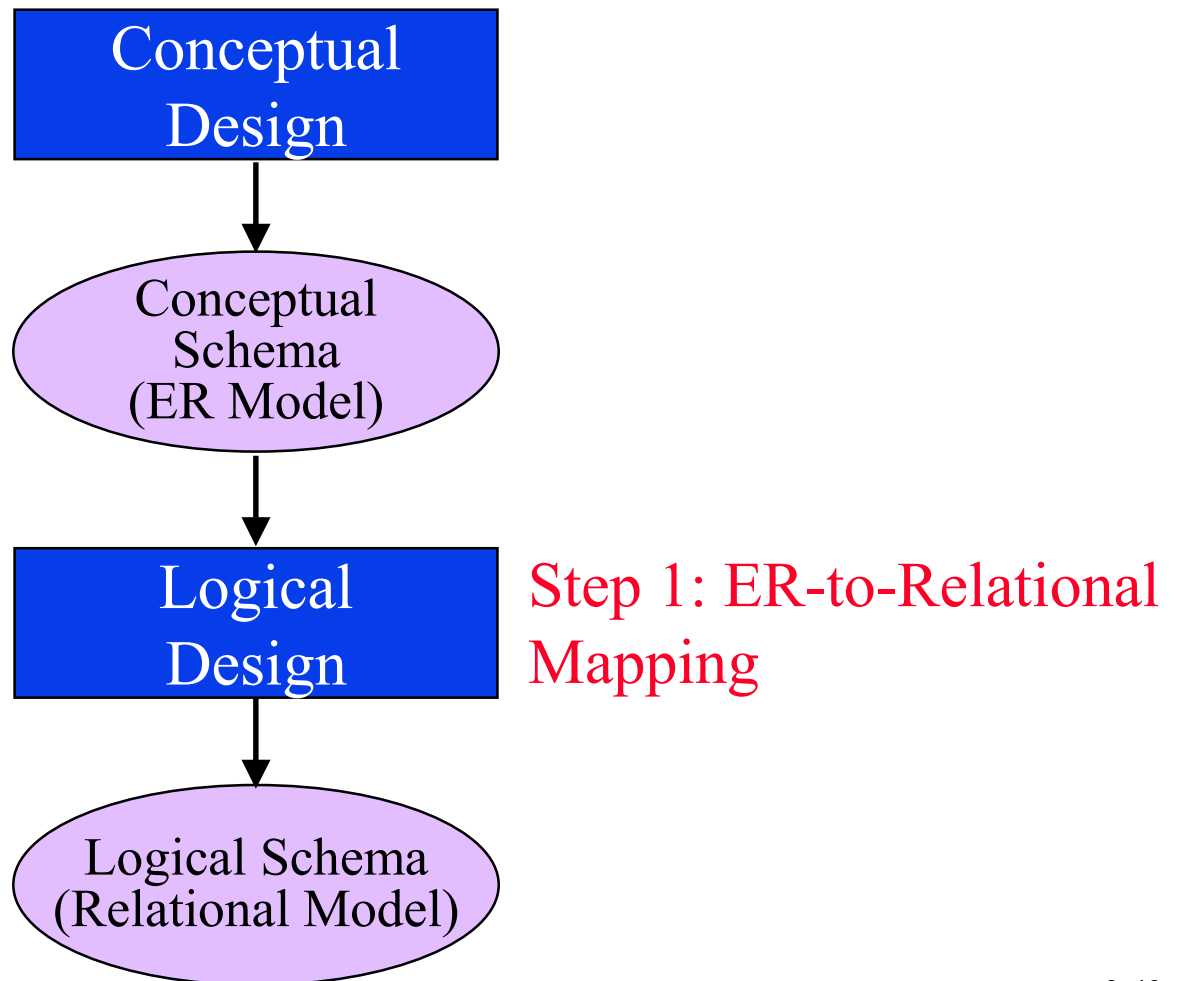 Conceptual
Design
Conceptual
Schema
(ER Model)
Logical
Design
Step 1: ER-to-Relational
Mapping
Logical Schema
(Relational Model)